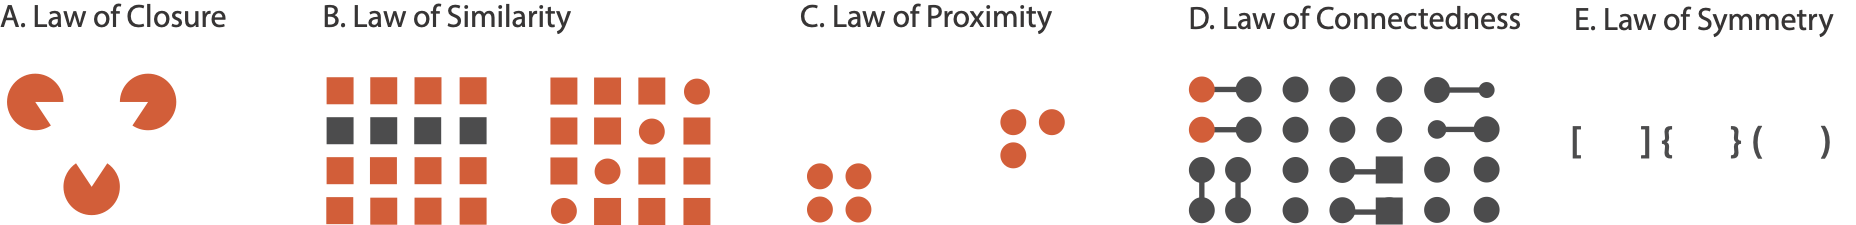 A. Law of Closure
B. Law of Similarity
C. Law of Proximity
D. Law of Connectedness
E. Law of Symmetry
[ ] { } ( )